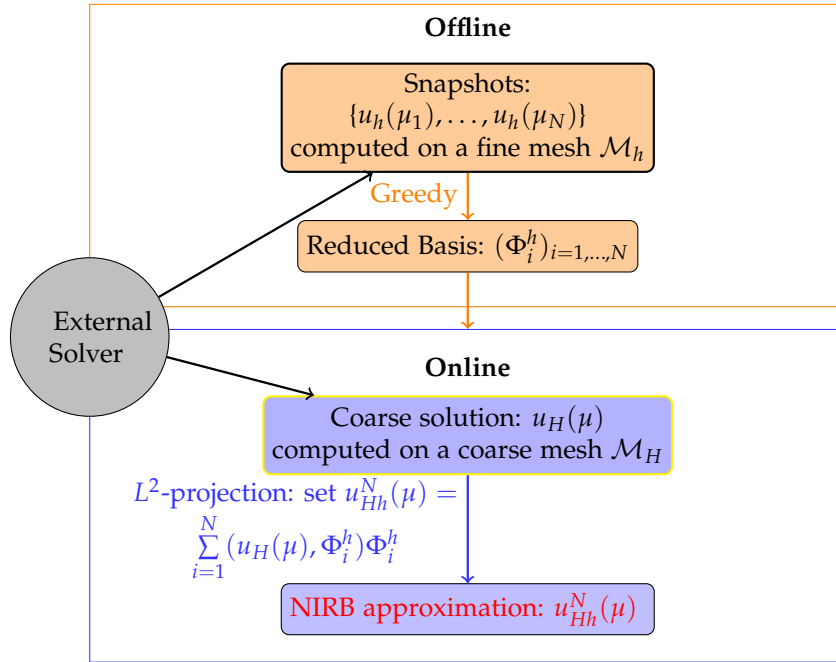 Offline
Snapshots:
{u_h(μ_1), . . . , u_h(μ_N)}
computed on a fine mesh ℳ_h
Greedy
Reduced Basis: (Φ_i^h)_{i=1,...,N}
External
Solver
Online
Coarse solution: u_H(μ)
computed on a coarse mesh ℳ_H
L²-projection: set u_{Hh}^N(μ) =
∑_{i=1}^N (u_H(μ), Φ_i^h)Φ_i^h
NIRB approximation: u_{Hh}^N(μ)